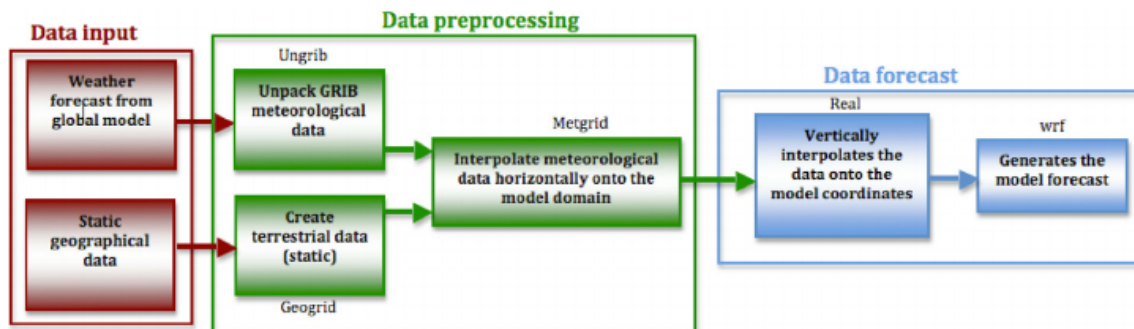 Data input
Weather
forecast from
global model
Static
geographical
data
Data preprocessing
Ungrib
Unpack GRIB
meteorological
data
Create
terrestrial data
(static)
Geogrid
Metgrid
Interpolate meteorological
data horizontally onto the
model domain
Data forecast
Real
Vertically
interpolates the
data onto the
model coordinates
wrf
Generates the
model forecast